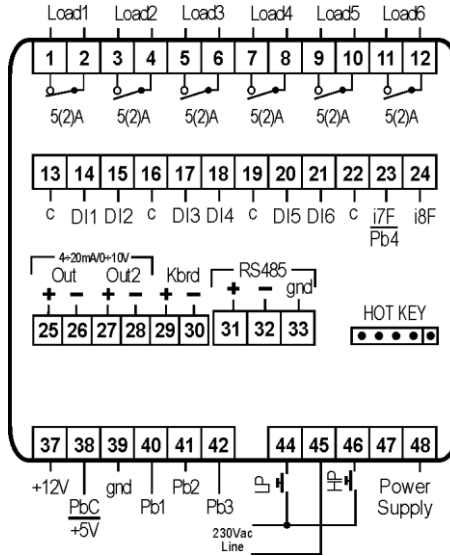 Load1 Load2 Load3 Load4 Load5 Load6
1 2 3 4 5 6 7 8 9 10 11 12
5(2)A 5(2)A 5(2)A 5(2)A 5(2)A 5(2)A
13 14 15 16 17 18 19 20 21 22 23 24
c DI1 DI2 c DI3 DI4 c DI5 DI6 c i7F i8F
Pb4
4÷20mA/0÷10V
Out Out2 Kbrd RS485
+ − + − + − + − gnd
25 26 27 28 29 30 31 32 33
HOT KEY
37 38 39 40 41 42 44 45 46 47 48
+12V PbC gnd Pb1 Pb2 Pb3 LP HP Power
+5V Supply
230Vac
Line